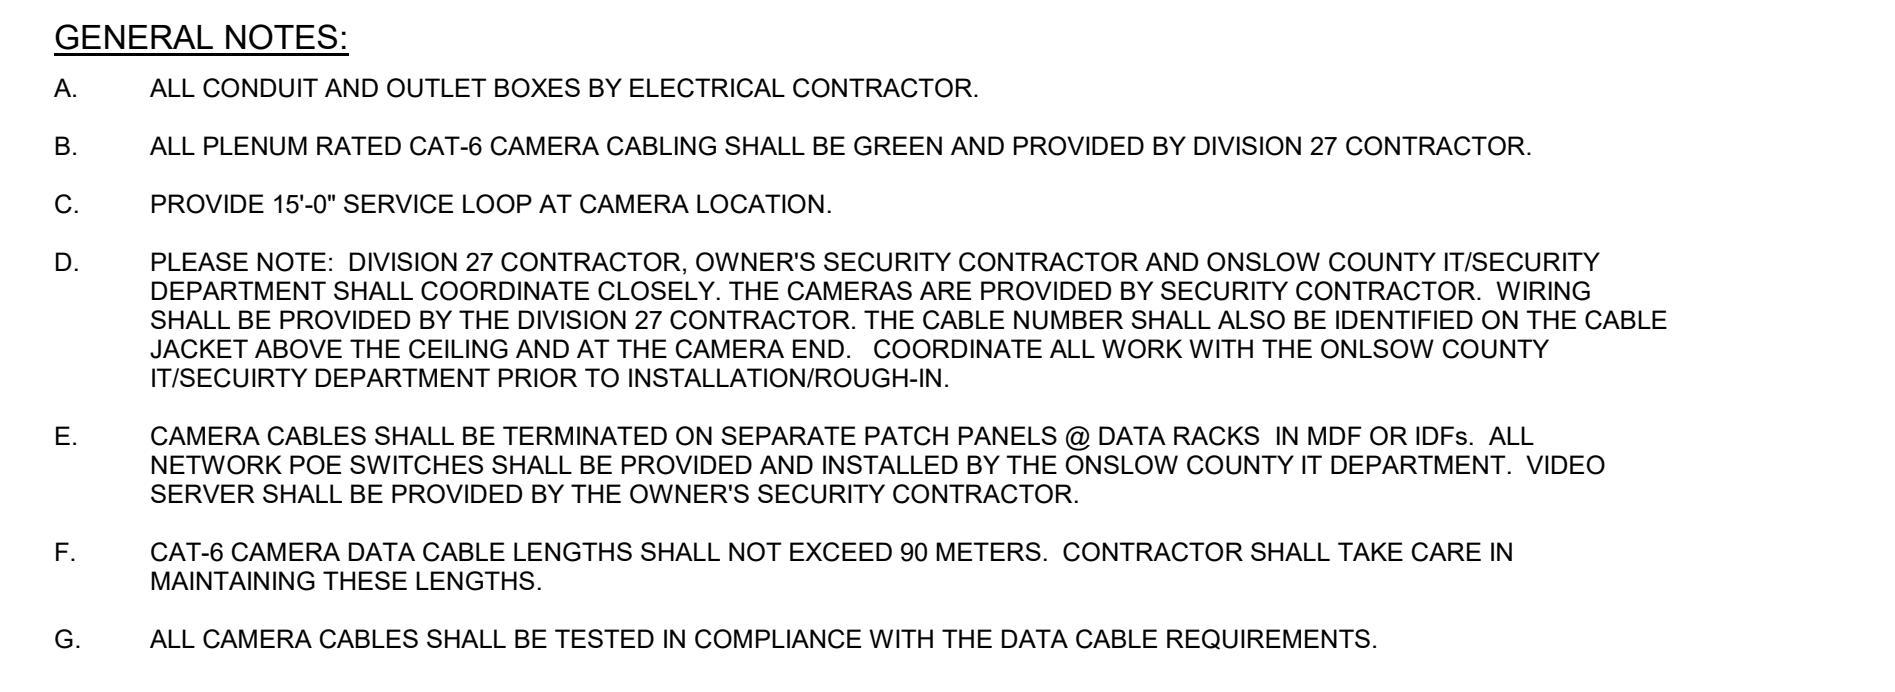 GENERAL NOTES:
A. ALL CONDUIT AND OUTLET BOXES BY ELECTRICAL CONTRACTOR.
B. ALL PLENUM RATED CAT-6 CAMERA CABLING SHALL BE GREEN AND PROVIDED BY DIVISION 27 CONTRACTOR.
C. PROVIDE 15'-0" SERVICE LOOP AT CAMERA LOCATION.
D. PLEASE NOTE: DIVISION 27 CONTRACTOR, OWNER'S SECURITY CONTRACTOR AND ONSLOW COUNTY IT/SECURITY
DEPARTMENT SHALL COORDINATE CLOSELY. THE CAMERAS ARE PROVIDED BY SECURITY CONTRACTOR. WIRING
SHALL BE PROVIDED BY THE DIVISION 27 CONTRACTOR. THE CABLE NUMBER SHALL ALSO BE IDENTIFIED ON THE CABLE
JACKET ABOVE THE CEILING AND AT THE CAMERA END. COORDINATE ALL WORK WITH THE ONLSOW COUNTY
IT/SECUIRTY DEPARTMENT PRIOR TO INSTALLATION/ROUGH-IN.
E. CAMERA CABLES SHALL BE TERMINATED ON SEPARATE PATCH PANELS @ DATA RACKS IN MDF OR IDFs. ALL
NETWORK POE SWITCHES SHALL BE PROVIDED AND INSTALLED BY THE ONSLOW COUNTY IT DEPARTMENT. VIDEO
SERVER SHALL BE PROVIDED BY THE OWNER'S SECURITY CONTRACTOR.
F. CAT-6 CAMERA DATA CABLE LENGTHS SHALL NOT EXCEED 90 METERS. CONTRACTOR SHALL TAKE CARE IN
MAINTAINING THESE LENGTHS.
G. ALL CAMERA CABLES SHALL BE TESTED IN COMPLIANCE WITH THE DATA CABLE REQUIREMENTS.